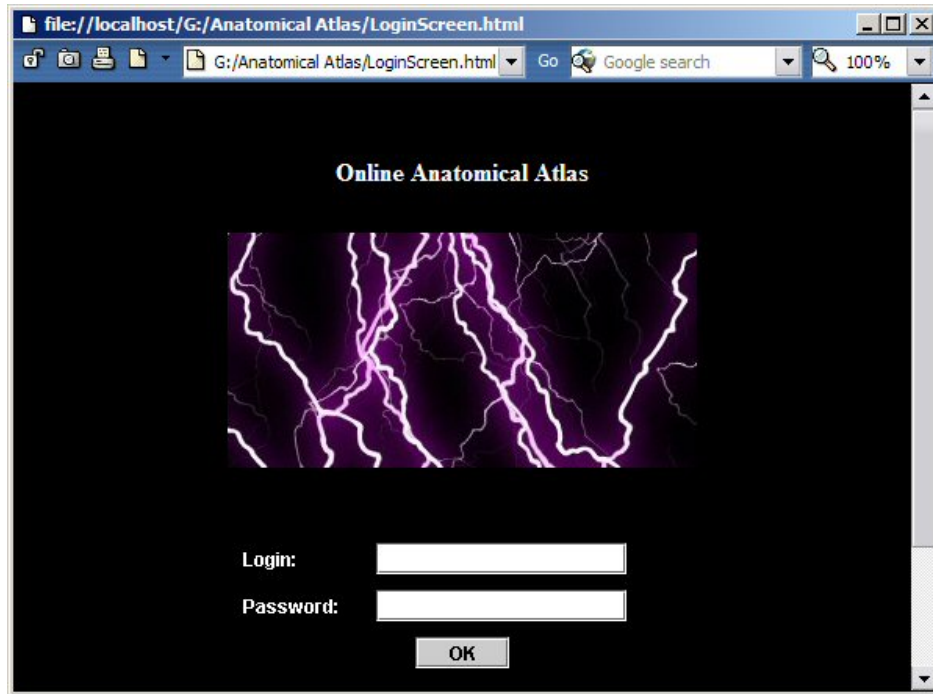 file://localhost/G:/Anatomical Atlas/LoginScreen.html
G:/Anatomical Atlas/LoginScreen.html Go Google search 100%
Online Anatomical Atlas
Login:
Password:
OK